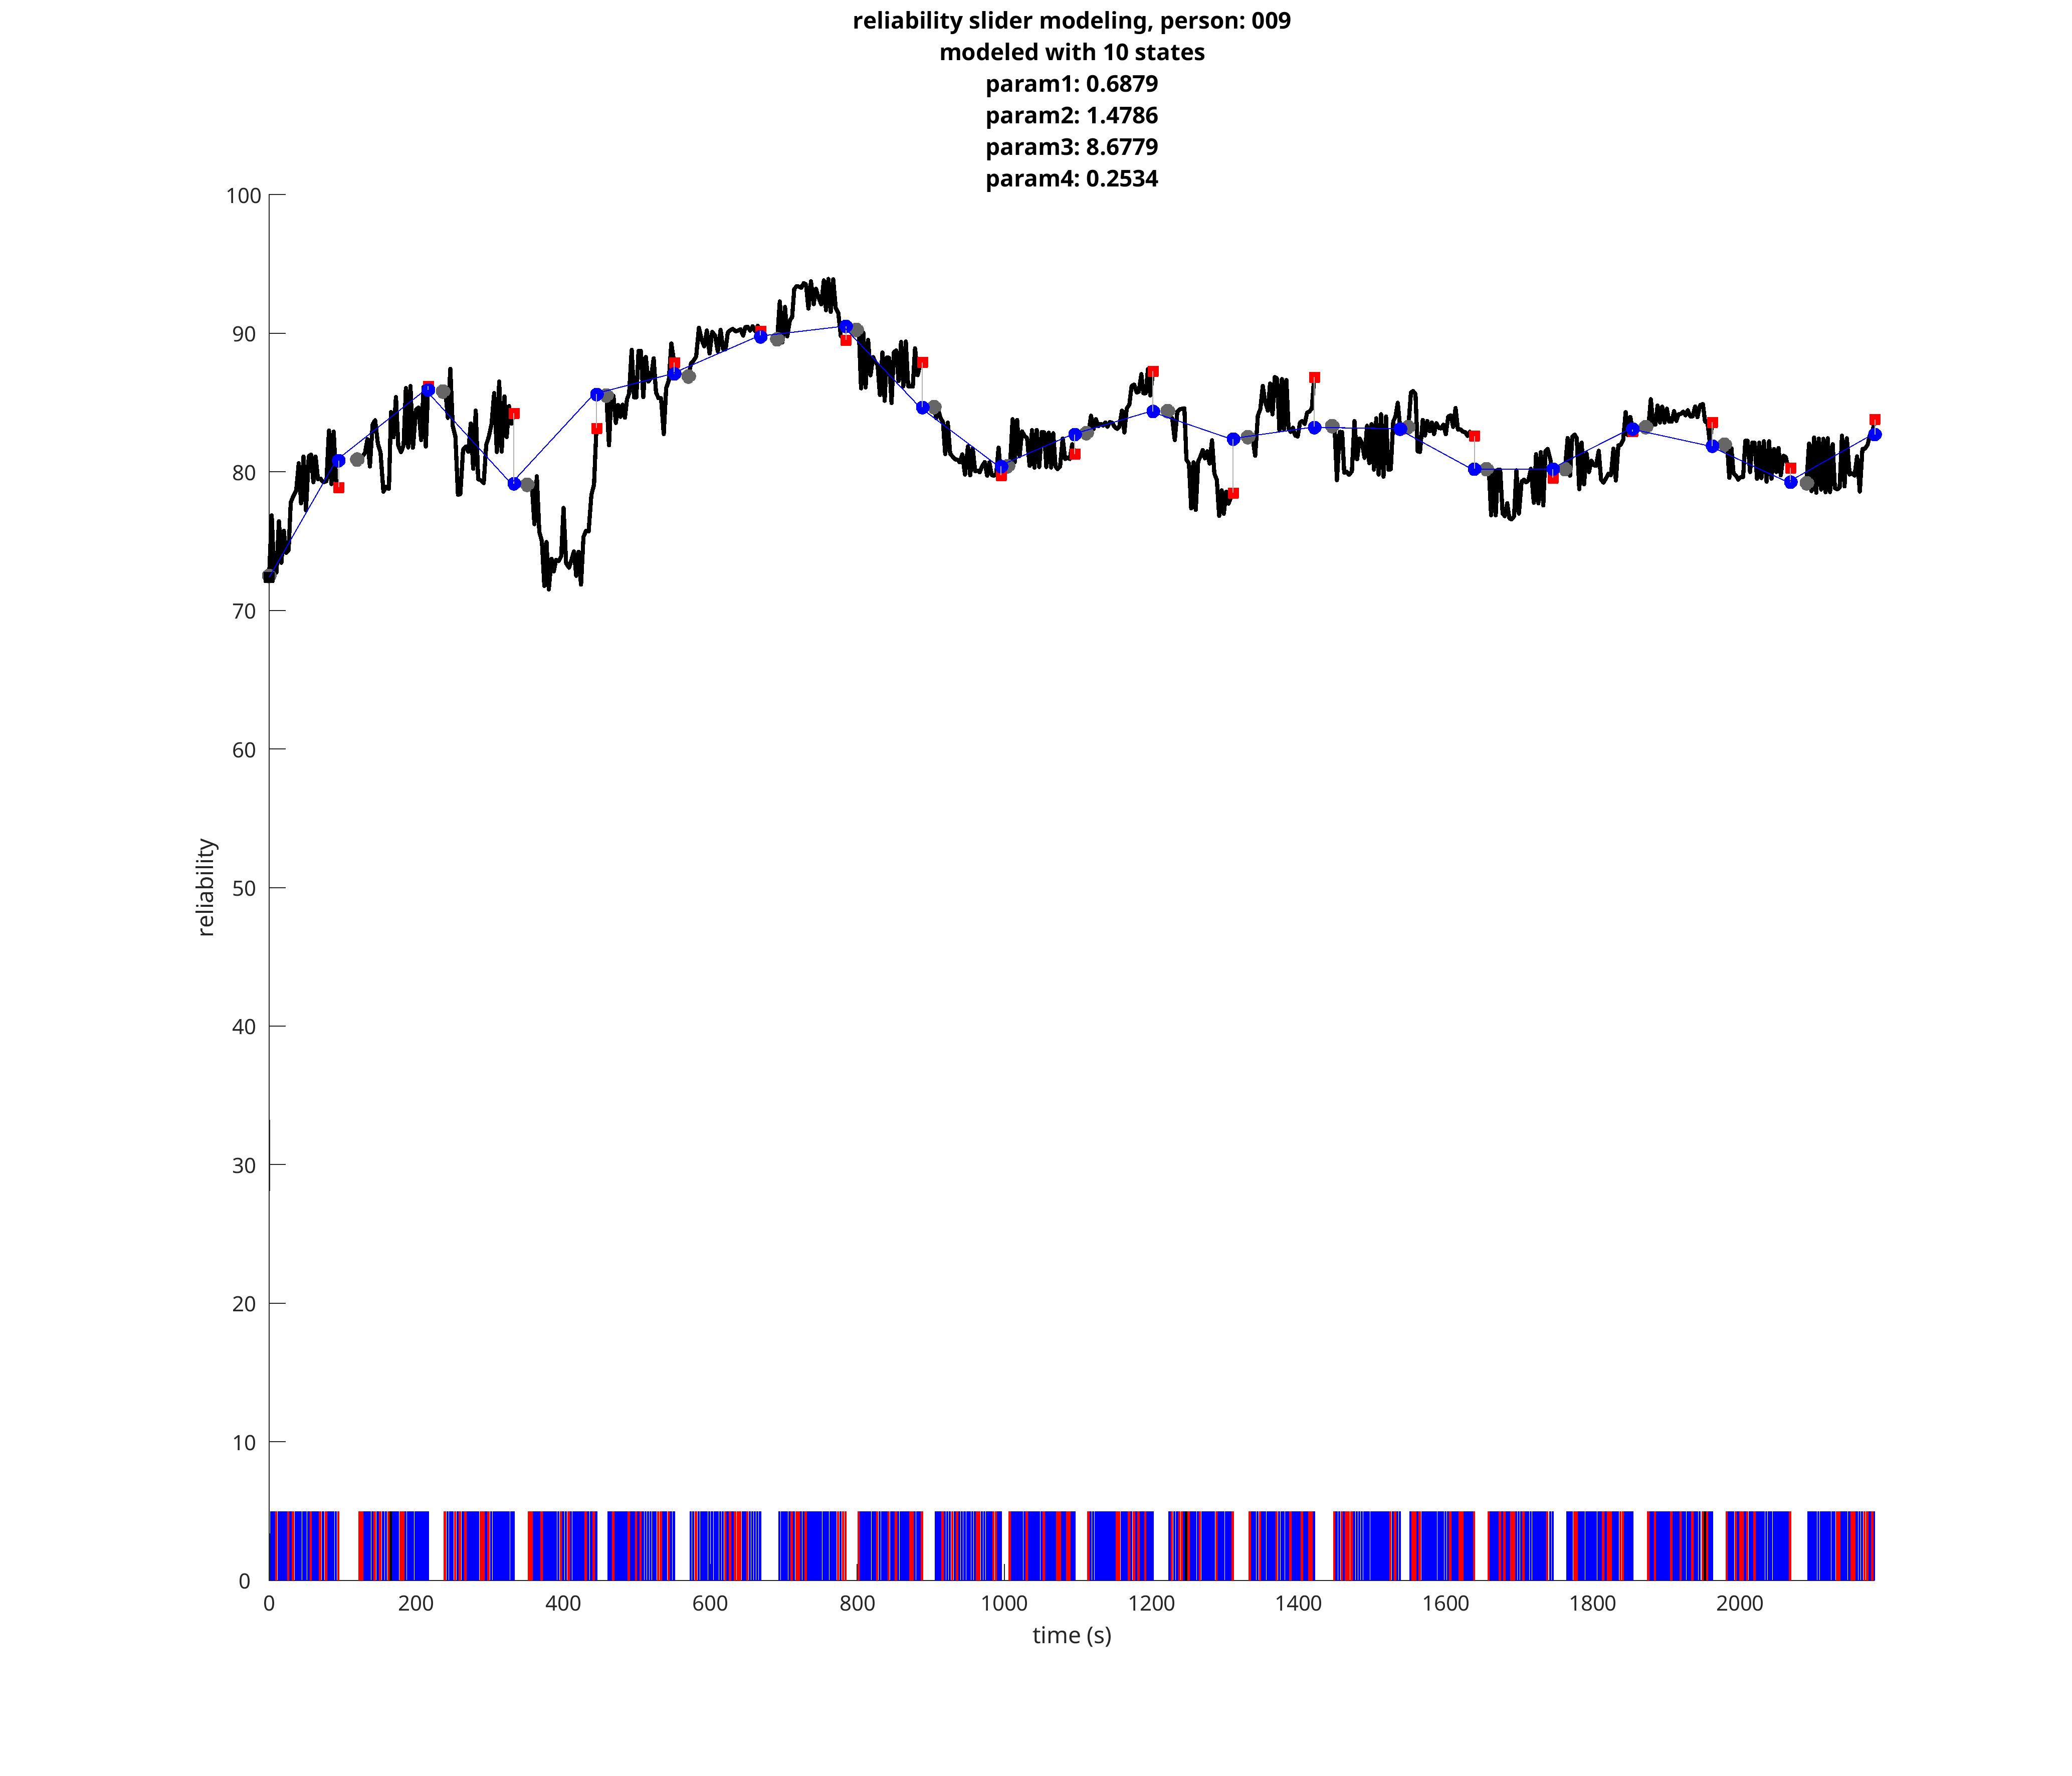 reliability slider modeling, person: 009
modeled with 10 states
param1: 0.6879
param2: 1.4786
param3: 8.6779
param4: 0.2534
100
90
80
70
60
50
40
30
20
10
0
reliability
0 200 400 600 800 1000 1200 1400 1600 1800 2000
time (s)